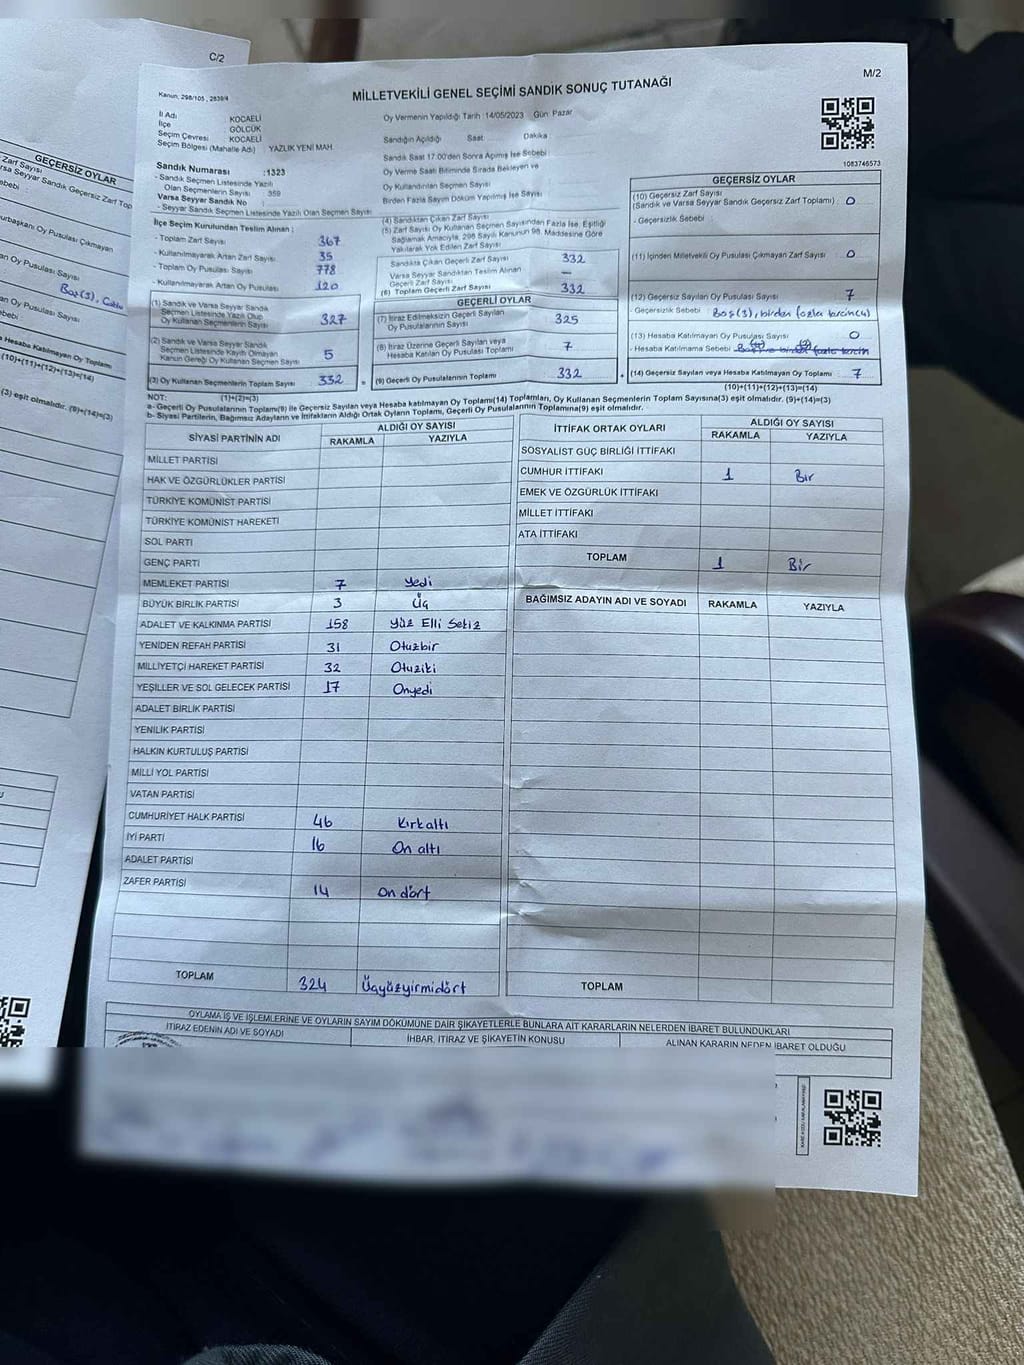 C/2
M/2
Kanun: 298/105 , 2839/4
MİLLETVEKİLİ GENEL SEÇİMİ SANDIK SONUÇ TUTANAĞI
İl Adı : KOCAELİ
İlçe : GÖLCÜK
Seçim Çevresi : KOCAELİ
Seçim Bölgesi (Mahalle Adı) : YAZLIK YENİ MAH.
Oy Vermenin Yapıldığı Tarih :14/05/2023 Gün: Pazar
Sandığın Açıldığı Saat: Dakika:
Sandık Saat 17:00'den Sonra Açılmış İse Sebebi :
Oy Verme Saati Bitiminde Sırada Bekleyen ve
Oy Kullandırılan Seçmen Sayısı :
Birden Fazla Sayım Döküm Yapılmış İse Sayısı :
1083746573
Sandık Numarası :1323
- Sandık Seçmen Listesinde Yazılı
Olan Seçmenlerin Sayısı : 359
Varsa Seyyar Sandık No :
- Seyyar Sandık Seçmen Listesinde Yazılı Olan Seçmen Sayısı :
İlçe Seçim Kurulundan Teslim Alınan :
- Toplam Zarf Sayısı 367
- Kullanılmayarak Artan Zarf Sayısı 35
- Toplam Oy Pusulası Sayısı 778
- Kullanılmayarak Artan Oy Pusulası 120
(1) Sandık ve Varsa Seyyar Sandık
Seçmen Listesinde Yazılı Olup
Oy Kullanan Seçmenlerin Sayısı 327
(2) Sandık ve Varsa Seyyar Sandık
Seçmen Listesinde Kayıtlı Olmayan
Kanun Gereği Oy Kullanan Seçmen Sayısı 5
(3) Oy Kullanan Seçmenlerin Toplam Sayısı 332 =
(1)+(2)=(3)
(4) Sandıktan Çıkan Zarf Sayısı
(5) Zarf Sayısı Oy Kullanan Seçmen Sayısından Fazla İse, Eşitliği
Sağlamak Amacıyla, 298 Sayılı Kanunun 98. Maddesine Göre
Yakılarak Yok Edilen Zarf Sayısı
Sandıkta Çıkan Geçerli Zarf Sayısı 332
Varsa Seyyar Sandıktan Teslim Alınan
Geçerli Zarf Sayısı —
(6) Toplam Geçerli Zarf Sayısı 332
GEÇERLİ OYLAR
(7) İtiraz Edilmeksizin Geçerli Sayılan
Oy Pusulalarının Sayısı 325
(8) İtiraz Üzerine Geçerli Sayılan veya
Hesaba Katılan Oy Pusulası Toplamı 7
(9) Geçerli Oy Pusulalarının Toplamı 332 +
GEÇERSİZ OYLAR
(10) Geçersiz Zarf Sayısı
(Sandık ve Varsa Seyyar Sandık Geçersiz Zarf Toplamı) : 0
- Geçersizlik Sebebi :
(11) İçinden Milletvekili Oy Pusulası Çıkmayan Zarf Sayısı : 0
(12) Geçersiz Sayılan Oy Pusulası Sayısı : 7
- Geçersizlik Sebebi : Boş(3), birden fazla tercih(4)
(13) Hesaba Katılmayan Oy Pusulası Sayısı : 0
- Hesaba Katılmama Sebebi :
(14) Geçersiz Sayılan veya Hesaba Katılmayan Oy Toplamı : 7
(10)+(11)+(12)+(13)=(14)
NOT:
a- Geçerli Oy Pusulalarının Toplamı(9) ile Geçersiz Sayılan veya Hesaba Katılmayan Oy Toplamı(14) Toplamları, Oy Kullanan Seçmenlerin Toplam Sayısına(3) eşit olmalıdır. (9)+(14)=(3)
b- Siyasi Partilerin, Bağımsız Adayların ve İttifakların Aldığı Ortak Oyların Toplamı, Geçerli Oy Pusulalarının Toplamına(9) eşit olmalıdır.
SİYASİ PARTİNİN ADI ALDIĞI OY SAYISI
RAKAMLA YAZIYLA
MİLLET PARTİSİ
HAK VE ÖZGÜRLÜKLER PARTİSİ
TÜRKİYE KOMÜNİST PARTİSİ
TÜRKİYE KOMÜNİST HAREKETİ
SOL PARTİ
GENÇ PARTİ
MEMLEKET PARTİSİ 7 Yedi
BÜYÜK BİRLİK PARTİSİ 3 Üç
ADALET VE KALKINMA PARTİSİ 158 Yüz Elli Sekiz
YENİDEN REFAH PARTİSİ 31 Otuzbir
MİLLİYETÇİ HAREKET PARTİSİ 32 Otuziki
YEŞİLLER VE SOL GELECEK PARTİSİ 17 Onyedi
ADALET BİRLİK PARTİSİ
YENİLİK PARTİSİ
HALKIN KURTULUŞ PARTİSİ
MİLLİ YOL PARTİSİ
VATAN PARTİSİ
CUMHURİYET HALK PARTİSİ 46 Kırkaltı
İYİ PARTİ 16 On altı
ADALET PARTİSİ
ZAFER PARTİSİ 14 On dört
TOPLAM 324 Üçyüzyirmidört
İTTİFAK ORTAK OYLARI ALDIĞI OY SAYISI
RAKAMLA YAZIYLA
SOSYALİST GÜÇ BİRLİĞİ İTTİFAKI
CUMHUR İTTİFAKI 1 Bir
EMEK VE ÖZGÜRLÜK İTTİFAKI
MİLLET İTTİFAKI
ATA İTTİFAKI
TOPLAM 1 Bir
BAĞIMSIZ ADAYIN ADI VE SOYADI RAKAMLA YAZIYLA
TOPLAM
OYLAMA İŞ VE İŞLEMLERİNE VE OYLARIN SAYIM DÖKÜMÜNE DAİR ŞİKAYETLERLE BUNLARA AİT KARARLARIN NELERDEN İBARET BULUNDUKLARI
İTİRAZ EDENİN ADI VE SOYADI İHBAR, İTİRAZ VE ŞİKAYETİN KONUSU ALINAN KARARIN NEDEN İBARET OLDUĞU
GEÇERSİZ OYLAR
Zarf Sayısı
Seyyar Sandık Geçersiz Zarf Top
Oy Pusulası Çıkmayan
Oy Pusulası Sayısı
Boş(3),
Oy Pusulası Sayısı
Hesaba Katılmayan Oy Toplamı
(10)+(11)+(12)+(13)=(14)
(3) eşit olmalıdır. (9)+(14)=(3)